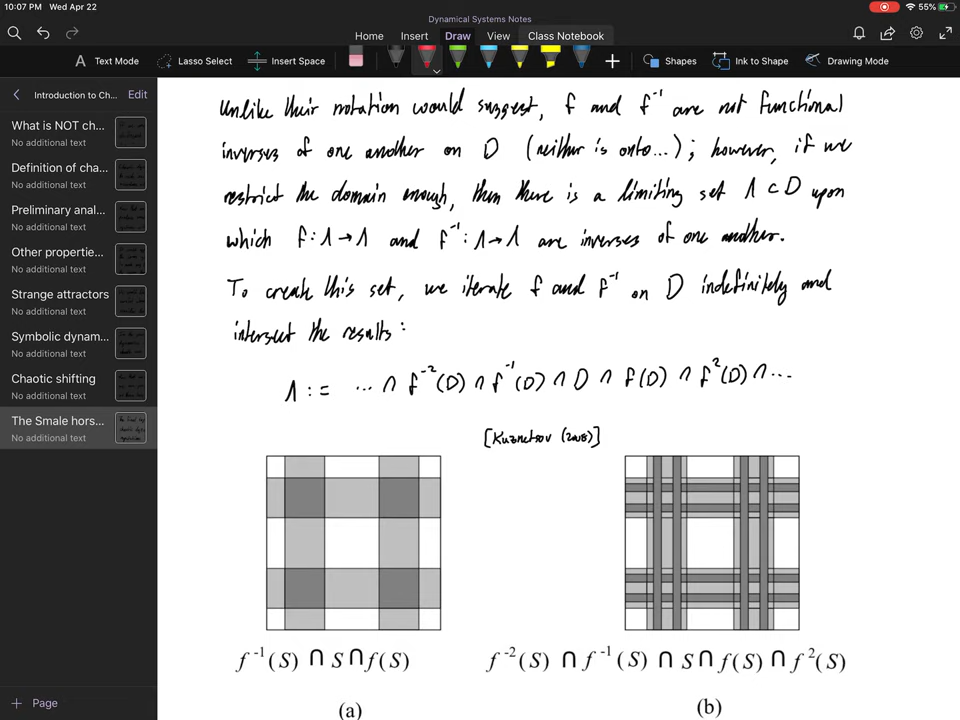 10:07 PM Wed Apr 22
55%
Dynamical Systems Notes
Home Insert Draw View Class Notebook
Text Mode Lasso Select Insert Space Shapes Ink to Shape Drawing Mode
Introduction to Ch... Edit
What is NOT ch...
No additional text
Definition of cha...
No additional text
Preliminary anal...
No additional text
Other propertie...
No additional text
Strange attractors
No additional text
Symbolic dynam...
No additional text
Chaotic shifting
No additional text
The Smale hors...
No additional text
Page
Unlike their notation would suggest, f and f⁻¹ are not functional
inverses of one another on D (neither is onto...); however, if we
restrict the domain enough, then there is a limiting set Λ ⊂ D upon
which f: Λ → Λ and f⁻¹: Λ → Λ are inverses of one another.
To create this set, we iterate f and f⁻¹ on D indefinitely and
intersect the results:
Λ := ... ∩ f⁻²(D) ∩ f⁻¹(D) ∩ D ∩ f(D) ∩ f²(D) ∩ ...
[Kuznetsov (2008)]
f⁻¹(S) ∩ S ∩ f(S)
f⁻²(S) ∩ f⁻¹(S) ∩ S ∩ f(S) ∩ f²(S)
(a)
(b)